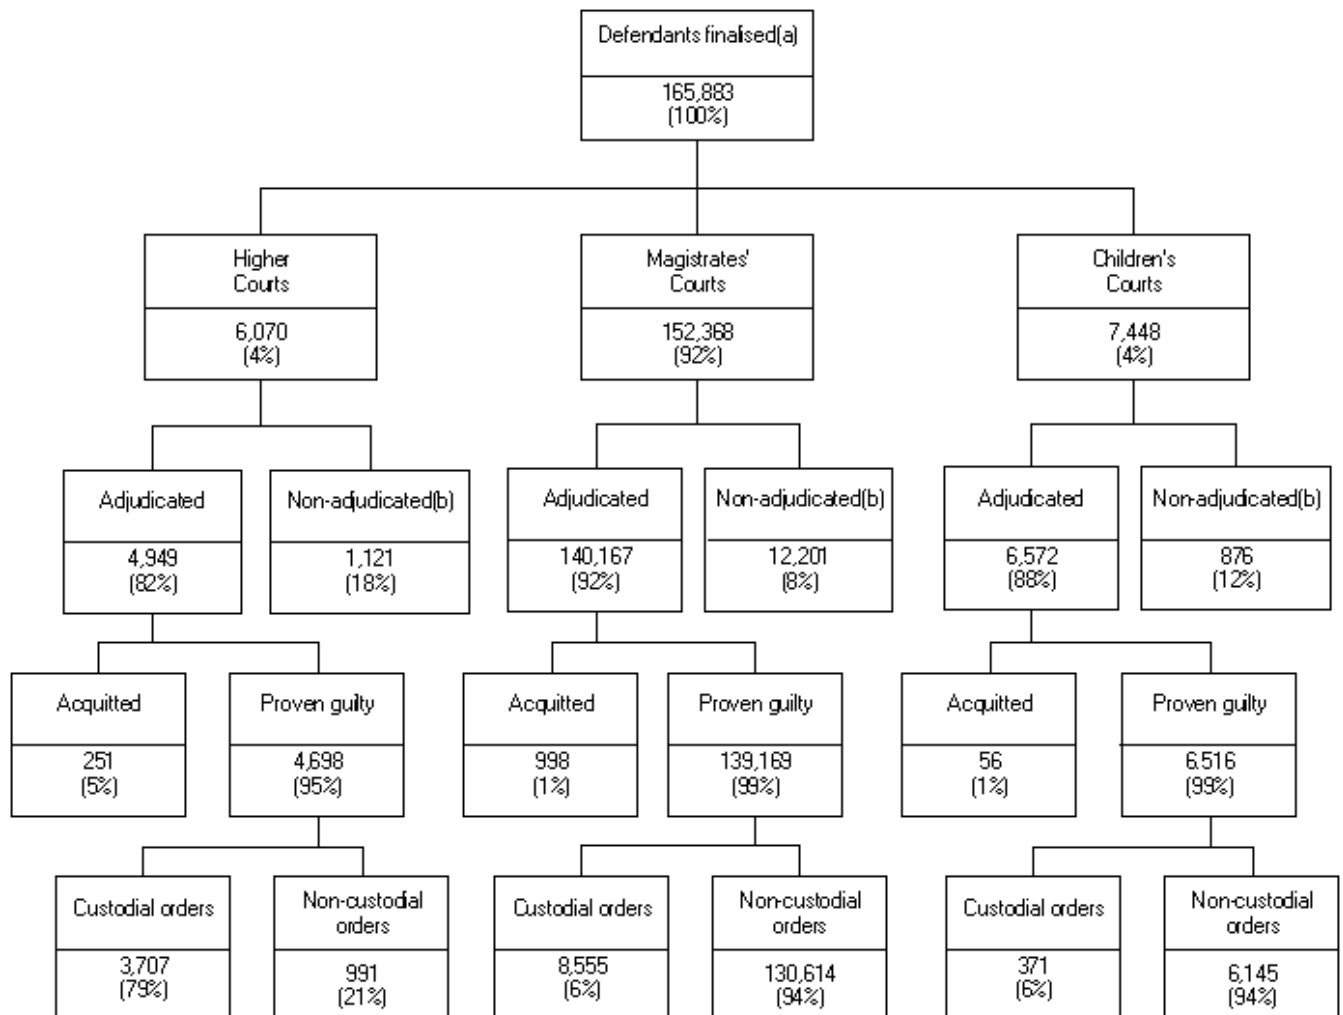 Defendants finalised(a)
165,883
(100%)
Higher
Courts
6,070
(4%)
Magistrates'
Courts
152,368
(92%)
Children's
Courts
7,448
(4%)
Adjudicated
4,949
(82%)
Non-adjudicated(b)
1,121
(18%)
Adjudicated
140,167
(92%)
Non-adjudicated(b)
12,201
(8%)
Adjudicated
6,572
(88%)
Non-adjudicated(b)
876
(12%)
Acquitted
251
(5%)
Proven guilty
4,698
(95%)
Acquitted
998
(1%)
Proven guilty
139,169
(99%)
Acquitted
56
(1%)
Proven guilty
6.516
(99%)
Custodial orders
3,707
(79%)
Non-custodial
orders
991
(21%)
Custodial orders
8,555
(6%)
Non-custodial
orders
130,614
(94%)
Custodial orders
371
(6%)
Non-custodial
orders
6,145
(94%)